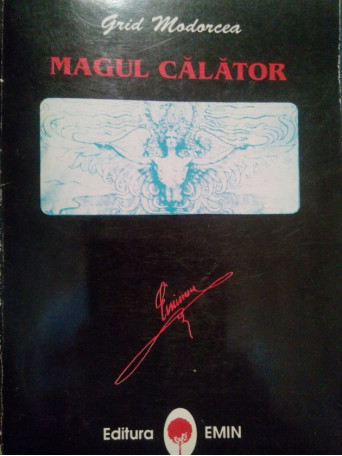 Grid Modorcea
MAGUL CĂLĂTOR
Editura EMIN